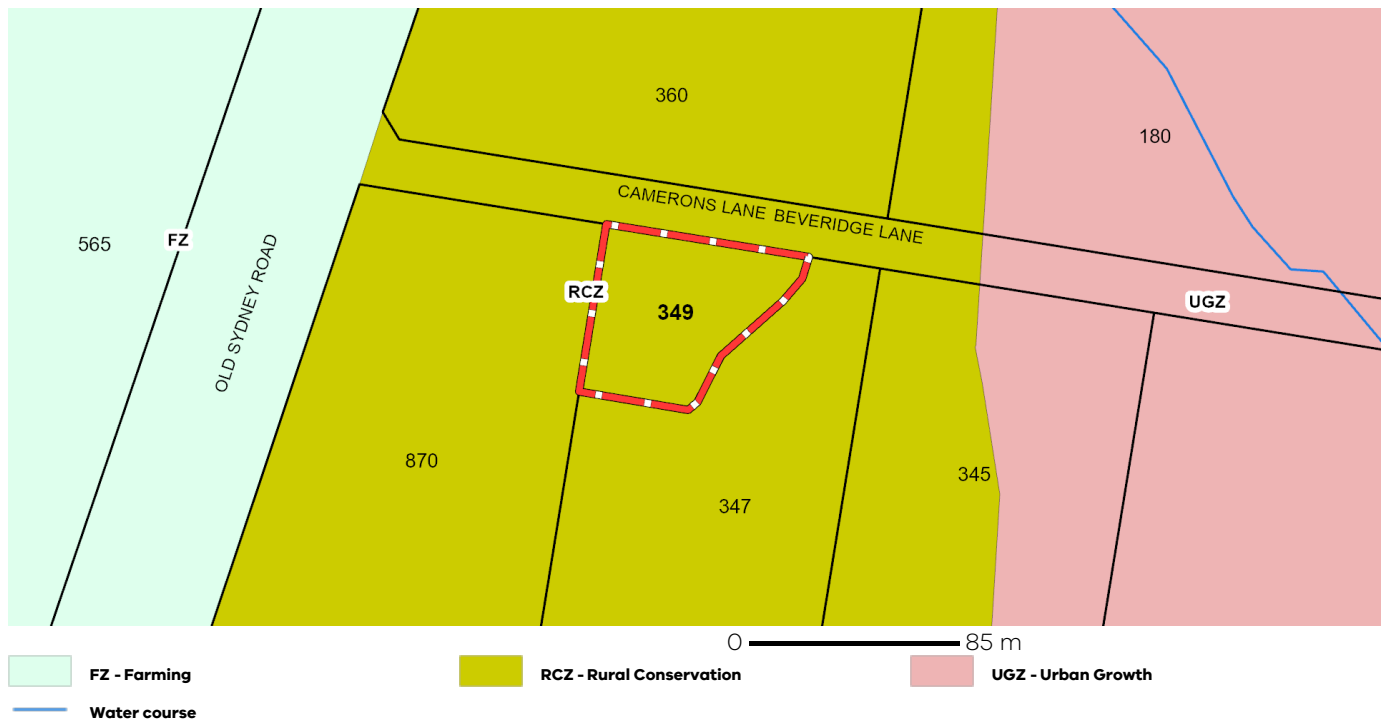 360
180
CAMERONS LANE BEVERIDGE LANE
565
FZ
OLD SYDNEY ROAD
RCZ
349
UGZ
870
347
345
0 85 m
FZ - Farming
RCZ - Rural Conservation
UGZ - Urban Growth
Water course